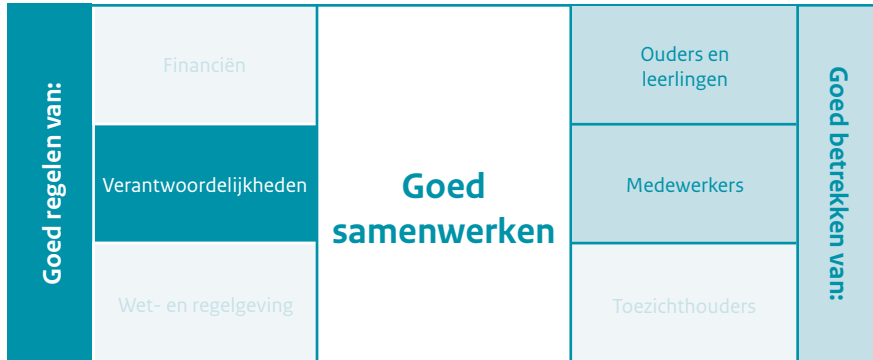 Goed regelen van:
Financiën
Verantwoordelijkheden
Wet- en regelgeving
Goed
samenwerken
Ouders en
leerlingen
Medewerkers
Toezichthouders
Goed betrekken van: